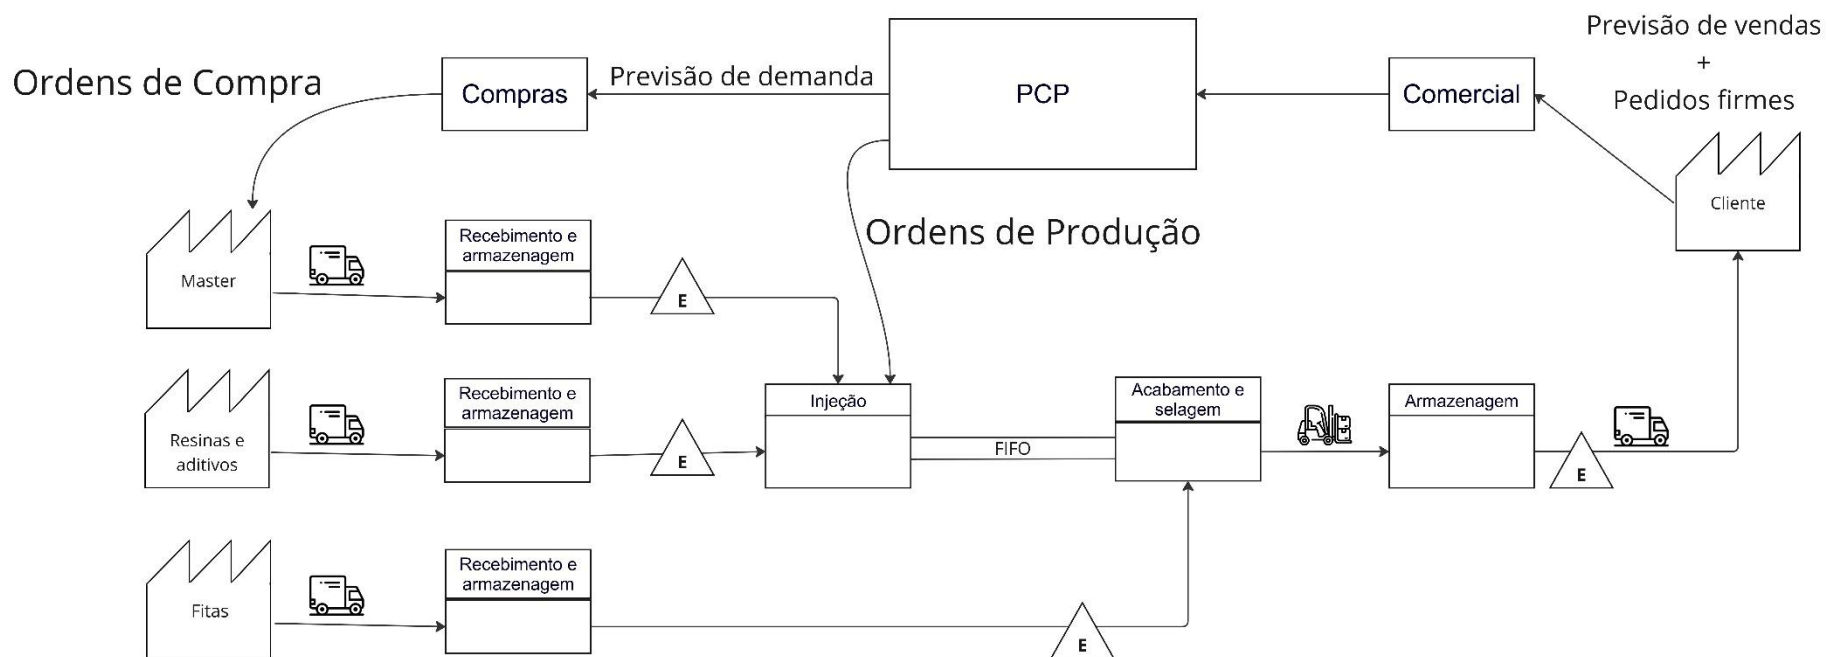 Previsão de vendas
+
Pedidos firmes
Ordens de Compra
Compras
Previsão de demanda
PCP
Comercial
Cliente
Ordens de Produção
Master
Recebimento e
armazenagem
E
Resinas e
aditivos
Recebimento e
armazenagem
E
Injeção
FIFO
Acabamento e
selagem
Armazenagem
E
Fitas
Recebimento e
armazenagem
E